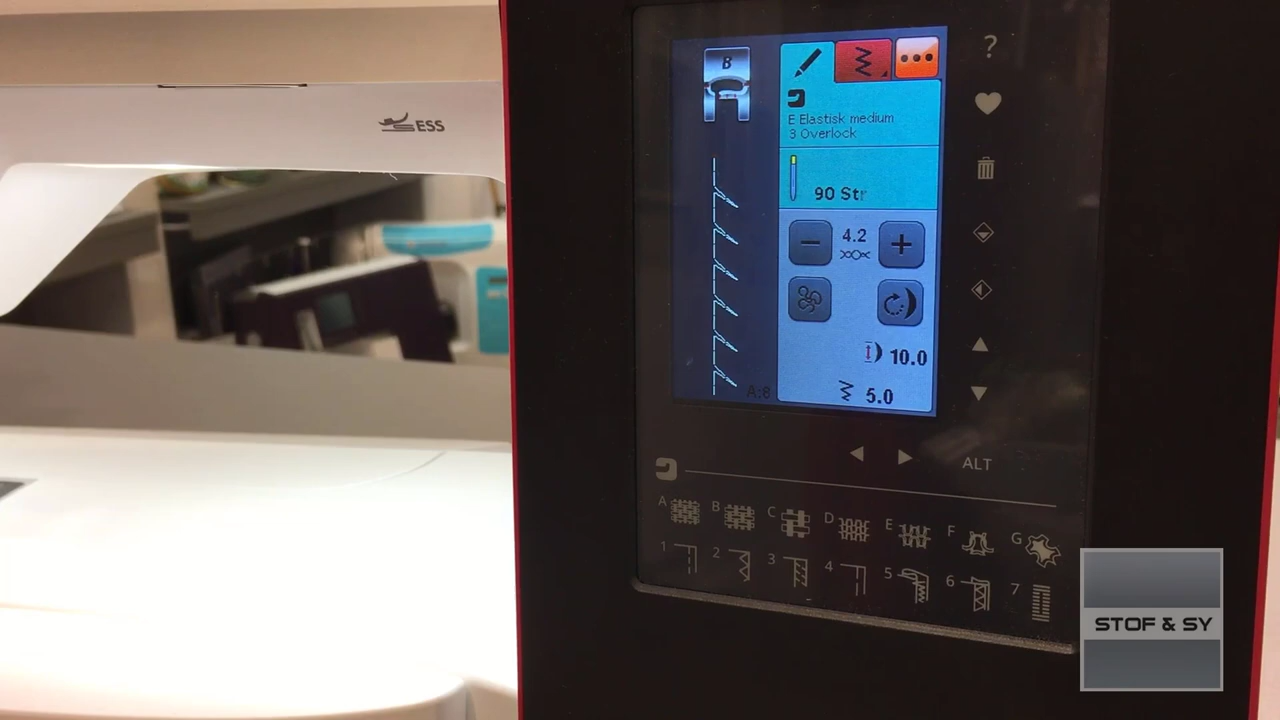 ESS
B
E Elastisk medium
3 Overlock
90 Str
4.2
10.0
5.0
A:8
?
ALT
A B C D E F G
1 2 3 4 5 6 7
STOF & SY